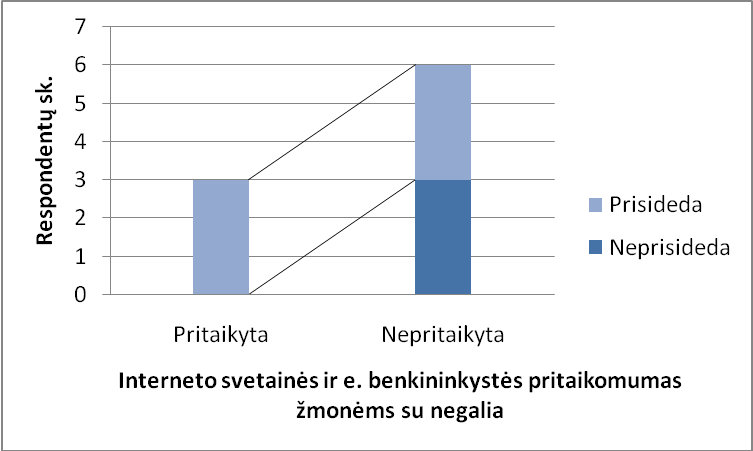 7
6
5
4
3
2
1
0
Respondentų sk.
Pritaikyta
Nepritaikyta
Prisideda
Neprisideda
Interneto svetainės ir e. benkininkystės pritaikomumas
žmonėms su negalia